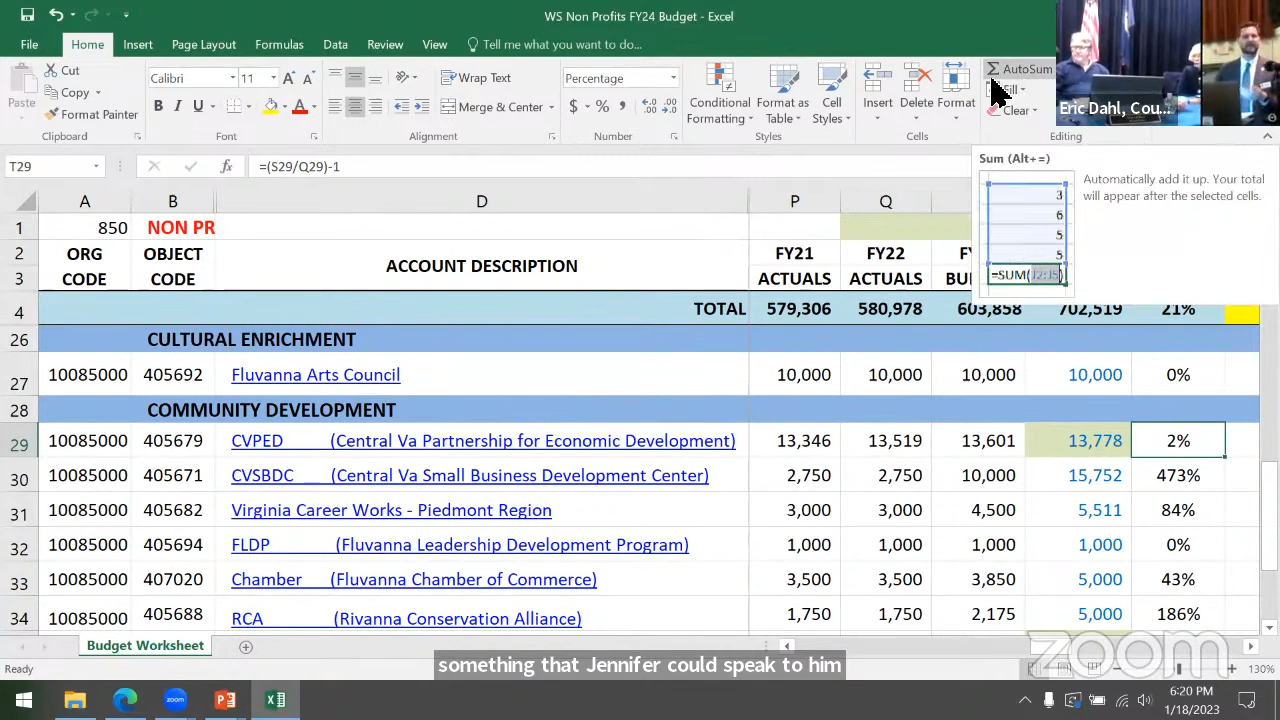 WS Non Profits FY24 Budget - Excel
File Home Insert Page Layout Formulas Data Review View Tell me what you want to do...
Paste
Cut
Copy
Format Painter
Clipboard
Calibri 11
B I U
Font
Wrap Text
Merge & Center
Alignment
Percentage
$ % ,
Number
Conditional Formatting
Format as Table
Cell Styles
Styles
Insert Delete Format
Cells
AutoSum
Fill
Clear
Editing
Eric Dahl, Cou...
T29 =(S29/Q29)-1
Sum (Alt+=)
Automatically add it up. Your total
will appear after the selected cells.
3
6
5
5
=SUM(J2:J5)
A B D P Q
1 850 NON PR
2 ORG OBJECT ACCOUNT DESCRIPTION FY21 FY22
3 CODE CODE ACTUALS ACTUALS
4 TOTAL 579,306 580,978 603,858 702,519 21%
26 CULTURAL ENRICHMENT
27 10085000 405692 Fluvanna Arts Council 10,000 10,000 10,000 10,000 0%
28 COMMUNITY DEVELOPMENT
29 10085000 405679 CVPED (Central Va Partnership for Economic Development) 13,346 13,519 13,601 13,778 2%
30 10085000 405671 CVSBDC (Central Va Small Business Development Center) 2,750 2,750 10,000 15,752 473%
31 10085000 405682 Virginia Career Works - Piedmont Region 3,000 3,000 4,500 5,511 84%
32 10085000 405694 FLDP (Fluvanna Leadership Development Program) 1,000 1,000 1,000 1,000 0%
33 10085000 407020 Chamber (Fluvanna Chamber of Commerce) 3,500 3,500 3,850 5,000 43%
34 10085000 405688 RCA (Rivanna Conservation Alliance) 1,750 1,750 2,175 5,000 186%
Budget Worksheet
something that Jennifer could speak to him
zoom
Ready 130%
zoom
6:20 PM
1/18/2023